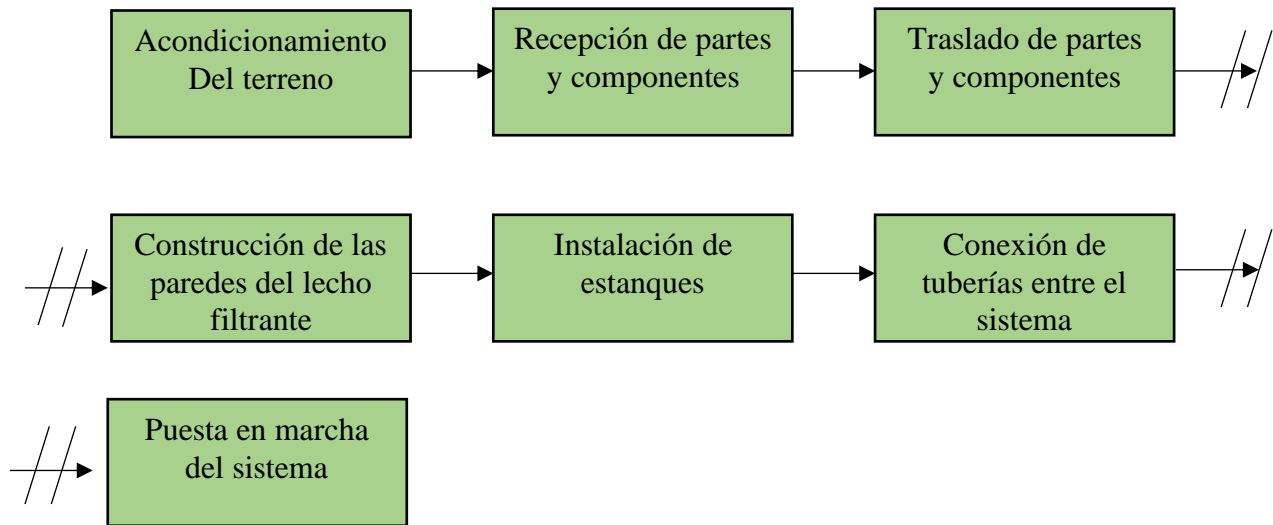 Acondicionamiento
Del terreno
Recepción de partes
y componentes
Traslado de partes
y componentes
Construcción de las
paredes del lecho
filtrante
Instalación de
estanques
Conexión de
tuberías entre el
sistema
Puesta en marcha
del sistema